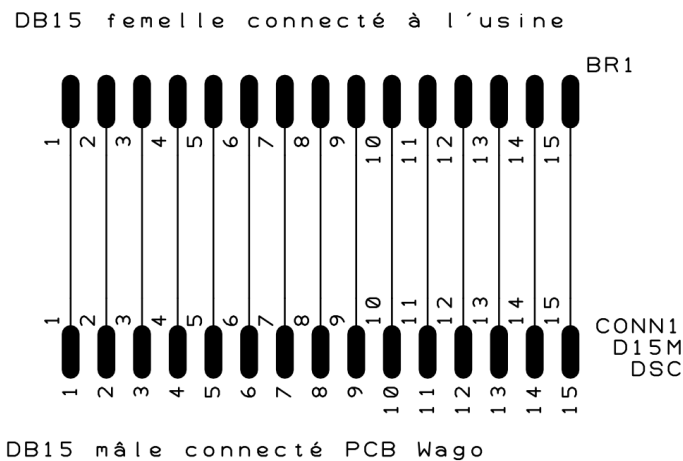 DB15 femelle connecté à l´usine
BR1
1 2 3 4 5 6 7 8 9 10 11 12 13 14 15
1 2 3 4 5 6 7 8 9 10 11 12 13 14 15
CONN1
D15M
DSC
1 2 3 4 5 6 7 8 9 10 11 12 13 14 15
DB15 mâle connecté PCB Wago